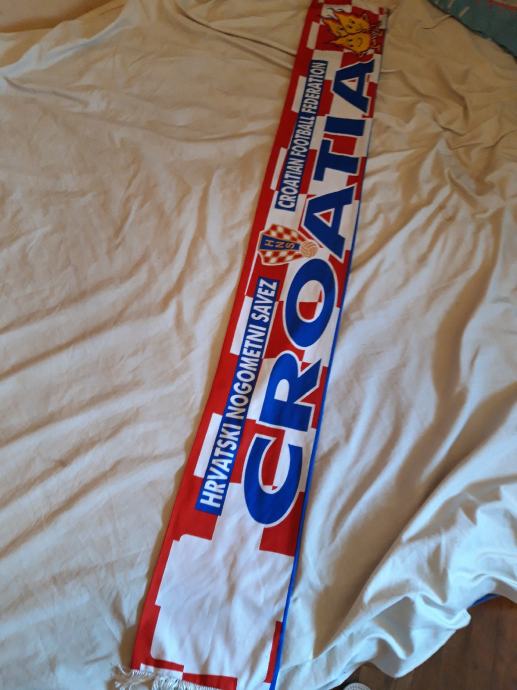 HRVATSKI NOGOMETNI SAVEZ
HNS
CROATIAN FOOTBALL FEDERATION
CROATIA